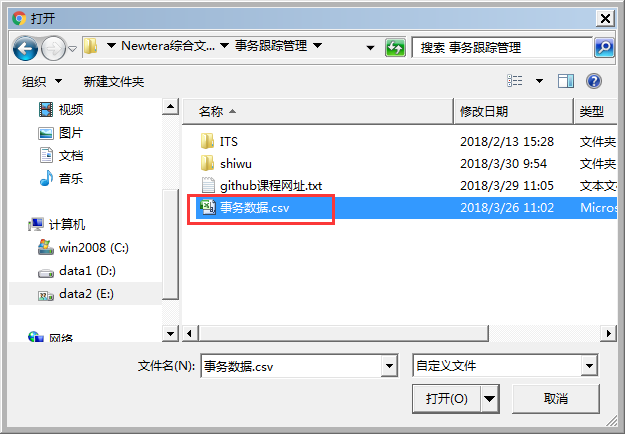 打开
Newtera综合文... 事务跟踪管理
搜索 事务跟踪管理
组织 新建文件夹
名称 修改日期 类型
视频
图片
文档
音乐
计算机
win2008 (C:)
data1 (D:)
data2 (E:)
网络
ITS 2018/2/13 15:28 文件夹
shiwu 2018/3/30 9:54 文件夹
github课程网址.txt 2018/3/29 11:05 文本文
事务数据.csv 2018/3/26 11:02 Micros
文件名(N): 事务数据.csv 自定义文件
打开(O) 取消